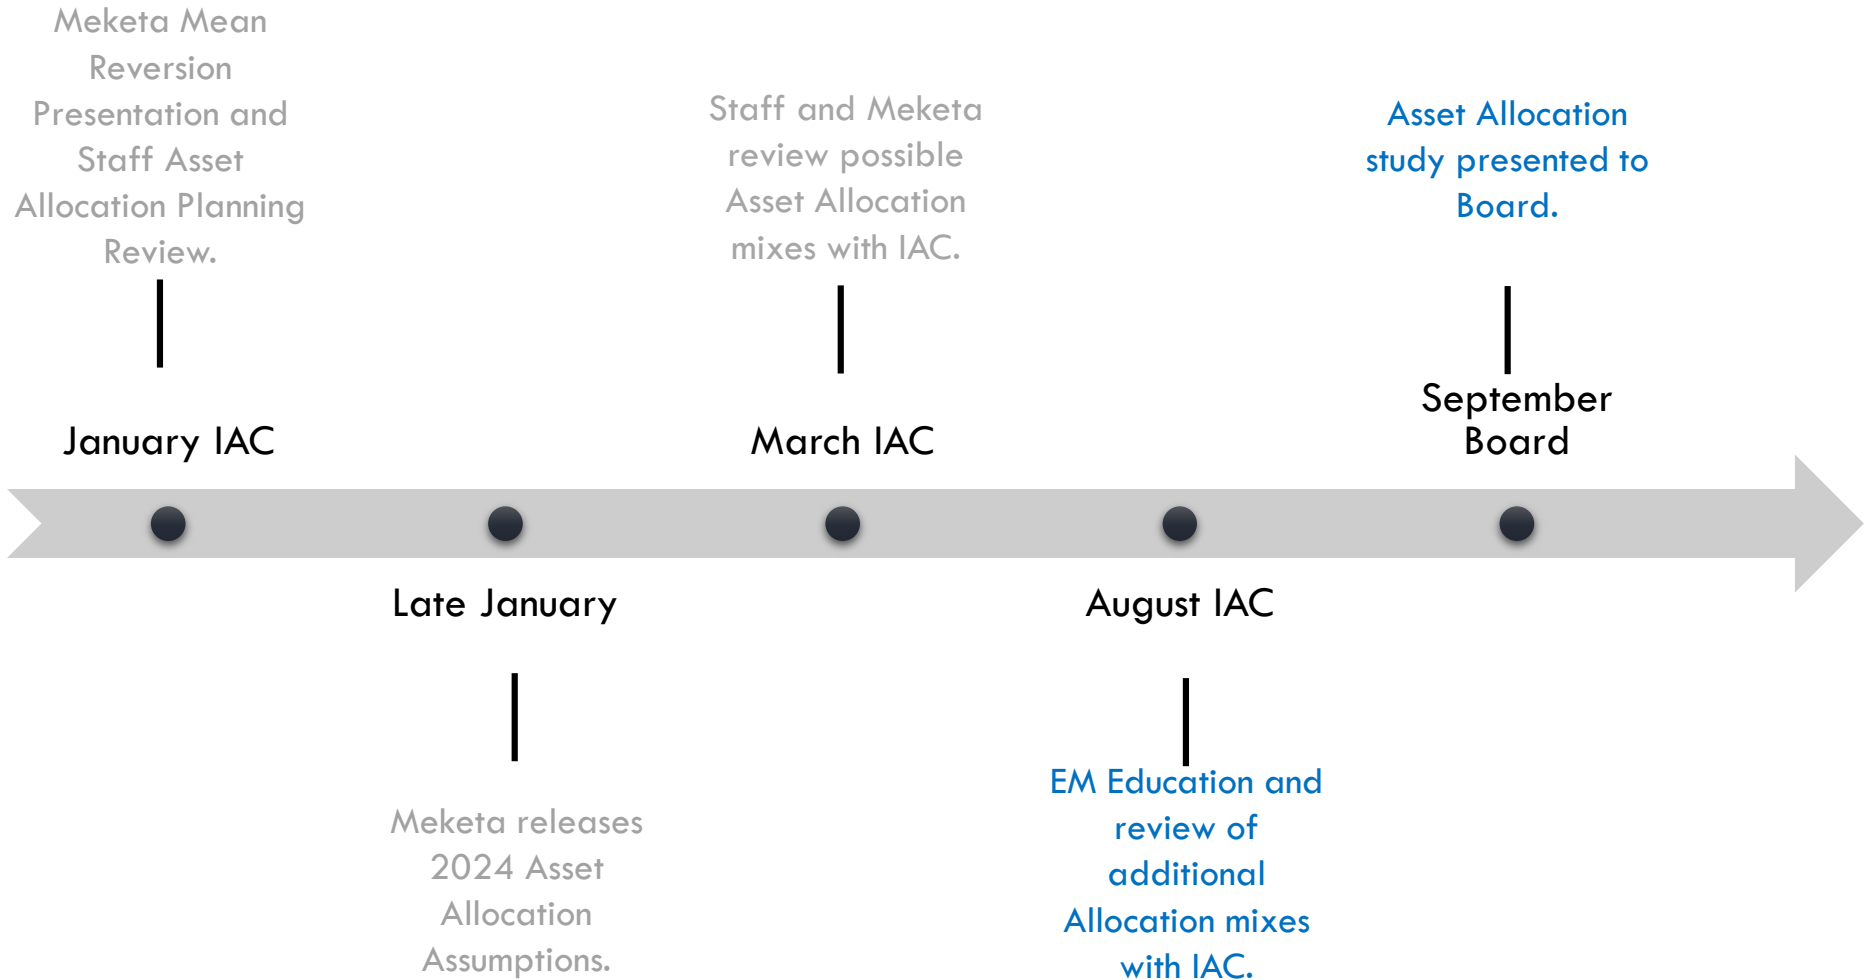 Meketa Mean
Reversion
Presentation and
Staff Asset
Allocation Planning
Review.
January IAC
Late January
Meketa releases
2024 Asset
Allocation
Assumptions.
Staff and Meketa
review possible
Asset Allocation
mixes with IAC.
March IAC
August IAC
EM Education and
review of
additional
Allocation mixes
with IAC.
Asset Allocation
study presented to
Board.
September
Board